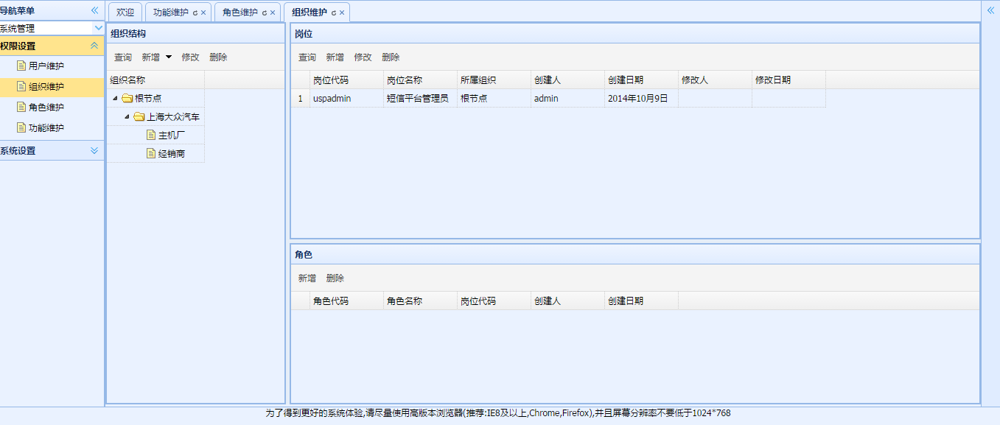 导航菜单
系统管理
权限设置
用户维护
组织维护
角色维护
功能维护
系统设置
欢迎 功能维护 角色维护 组织维护
组织结构
查询 新增 修改 删除
组织名称
根节点
上海大众汽车
主机厂
经销商
岗位
查询 新增 修改 删除
岗位代码 岗位名称 所属组织 创建人 创建日期 修改人 修改日期
1 uspadmin 短信平台管理员 根节点 admin 2014年10月9日
角色
新增 删除
角色代码 角色名称 岗位代码 创建人 创建日期
为了得到更好的系统体验,请尽量使用高版本浏览器(推荐:IE8及以上,Chrome,Firefox),并且屏幕分辨率不要低于1024*768